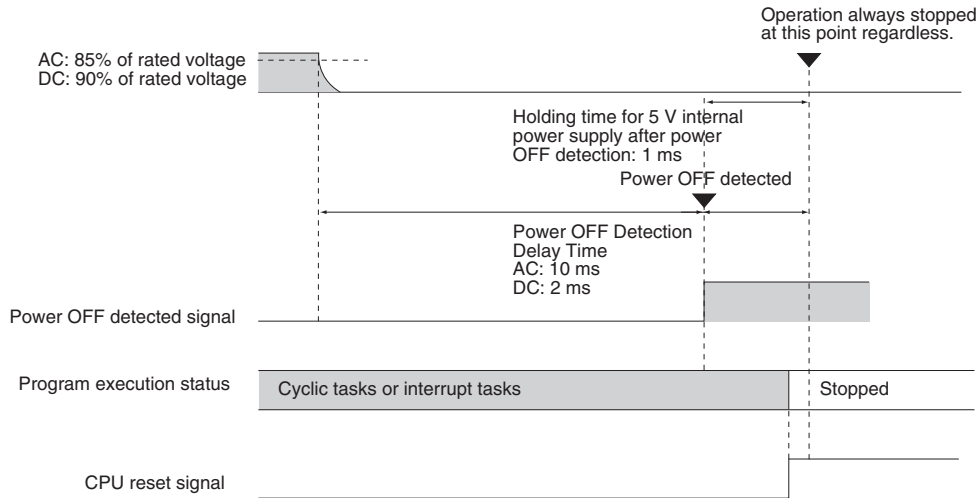 Operation always stopped
at this point regardless.
AC: 85% of rated voltage
DC: 90% of rated voltage
Holding time for 5 V internal
power supply after power
OFF detection: 1 ms
Power OFF detected
Power OFF Detection
Delay Time
AC: 10 ms
DC: 2 ms
Power OFF detected signal
Program execution status
Cyclic tasks or interrupt tasks
Stopped
CPU reset signal